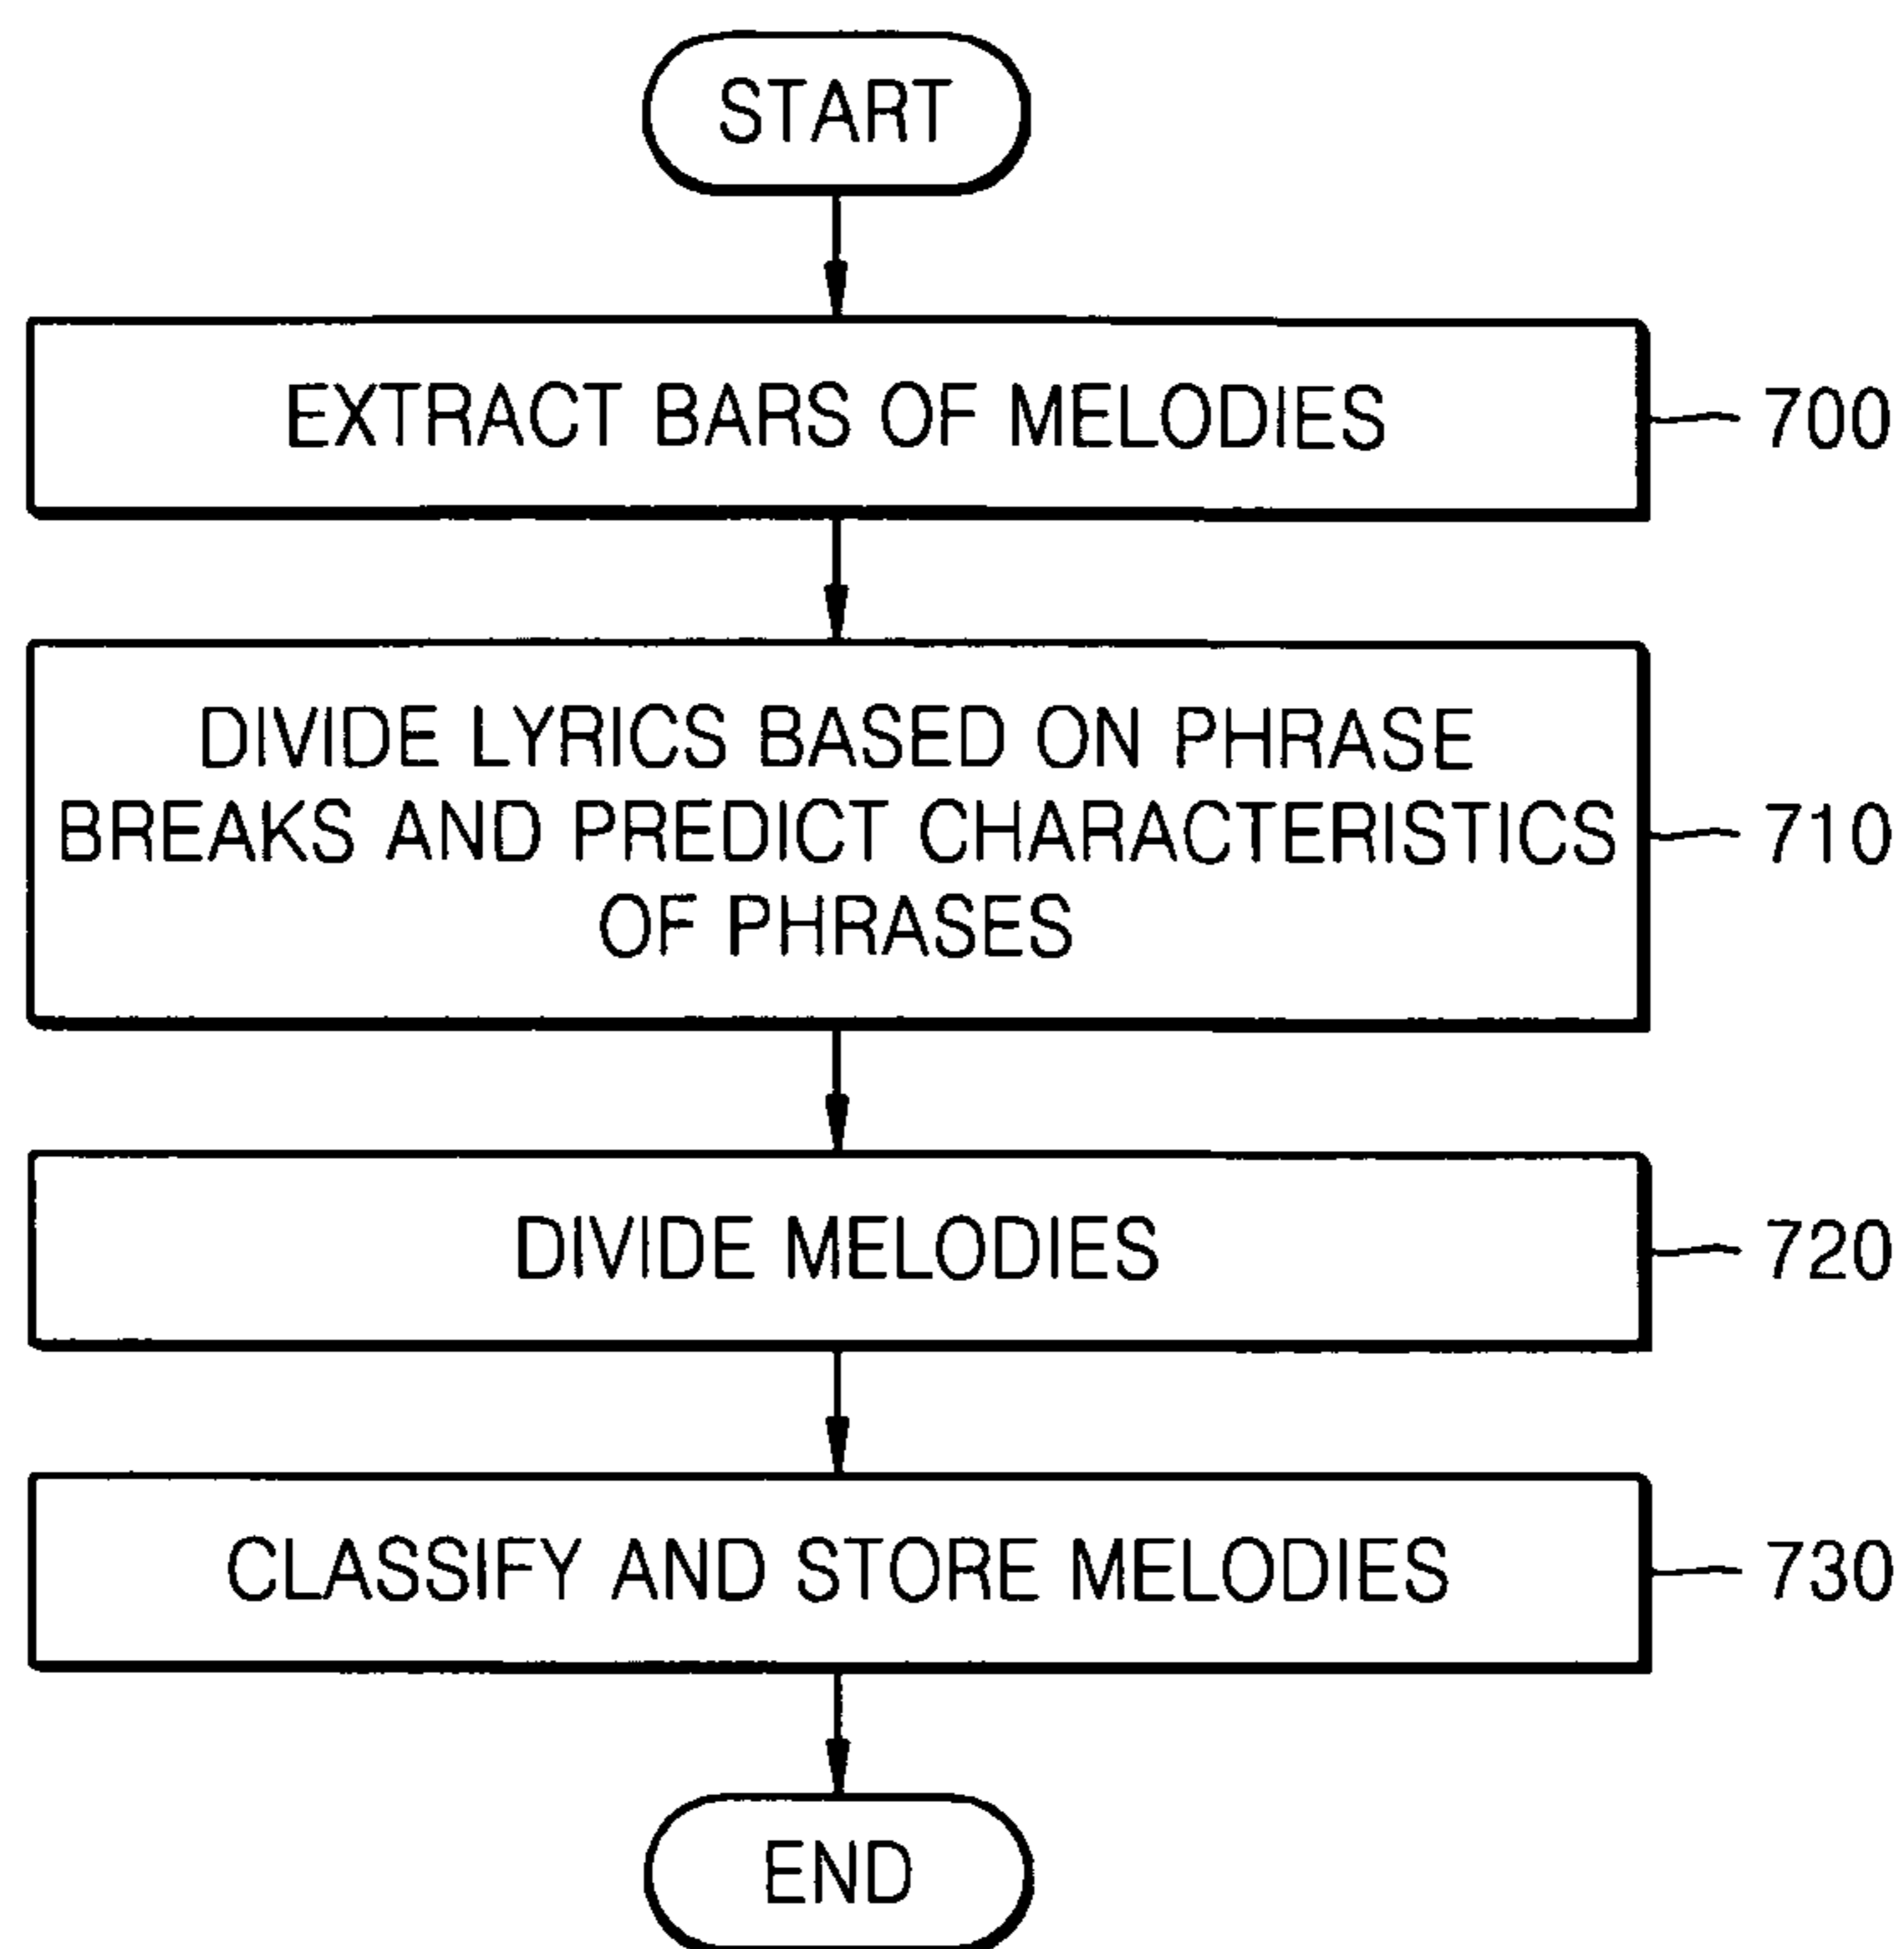 START
EXTRACT BARS OF MELODIES
700
DIVIDE LYRICS BASED ON PHRASE
BREAKS AND PREDICT CHARACTERISTICS
OF PHRASES
710
DIVIDE MELODIES
720
CLASSIFY AND STORE MELODIES
730
END